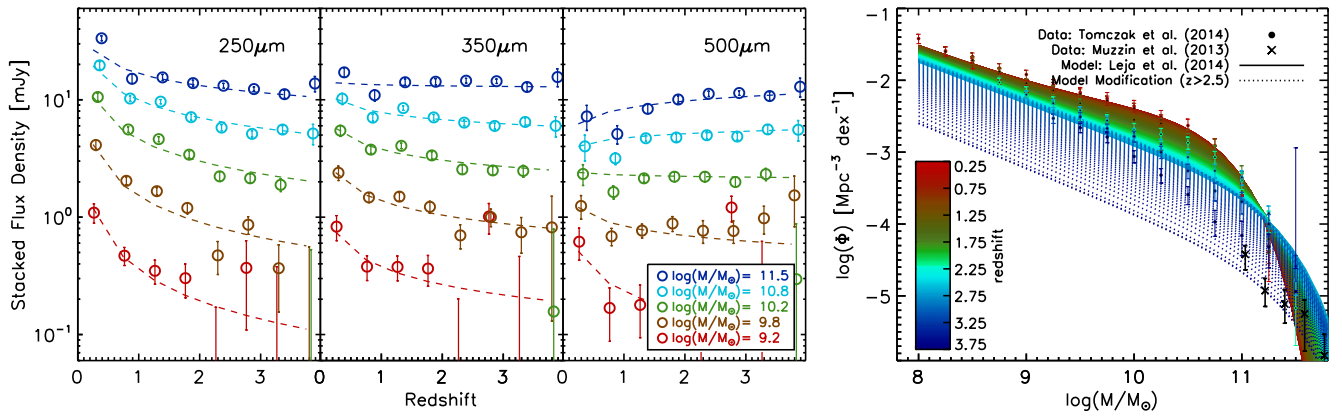 250μm
350μm
500μm
Stacked Flux Density [mJy]
10¹
10⁰
10⁻¹
0 1 2 3
0 1 2 3
0 1 2 3 4
Redshift
log(M/M⊙)= 11.5
log(M/M⊙)= 10.8
log(M/M⊙)= 10.2
log(M/M⊙)= 9.8
log(M/M⊙)= 9.2
Data: Tomczak et al. (2014)
Data: Muzzin et al. (2013)
Model: Leja et al. (2014)
Model Modification (z>2.5)
log(Φ) [Mpc⁻³ dex⁻¹]
-1
-2
-3
-4
-5
0.25
0.75
1.25
1.75
2.25
2.75
3.25
3.75
redshift
8 9 10 11
log(M/M⊙)